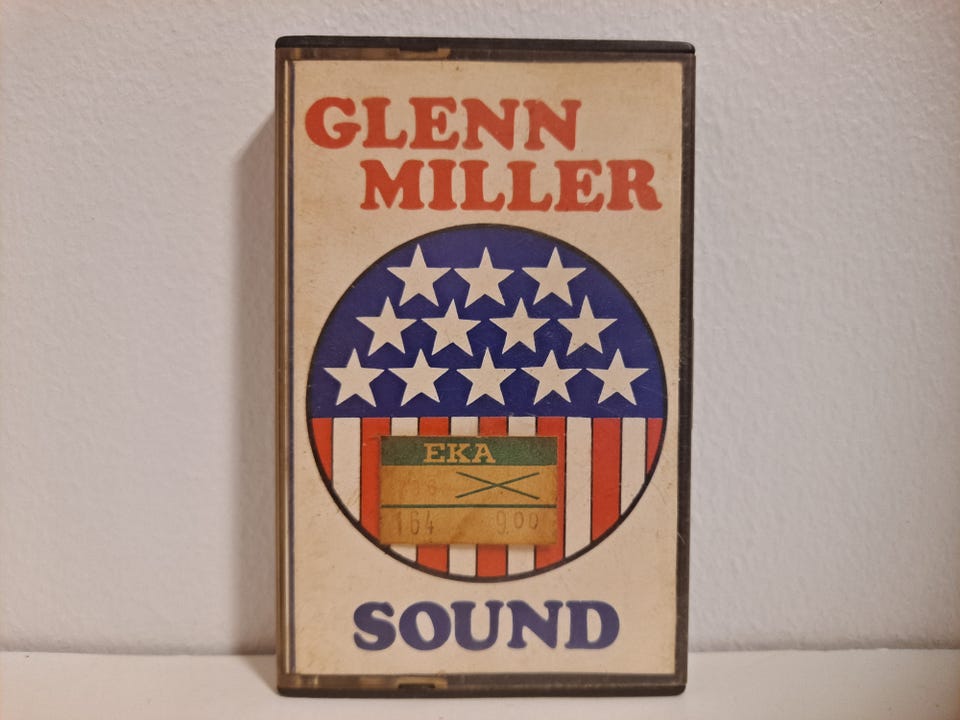 GLENN
MILLER
EKA
164 9.00
SOUND